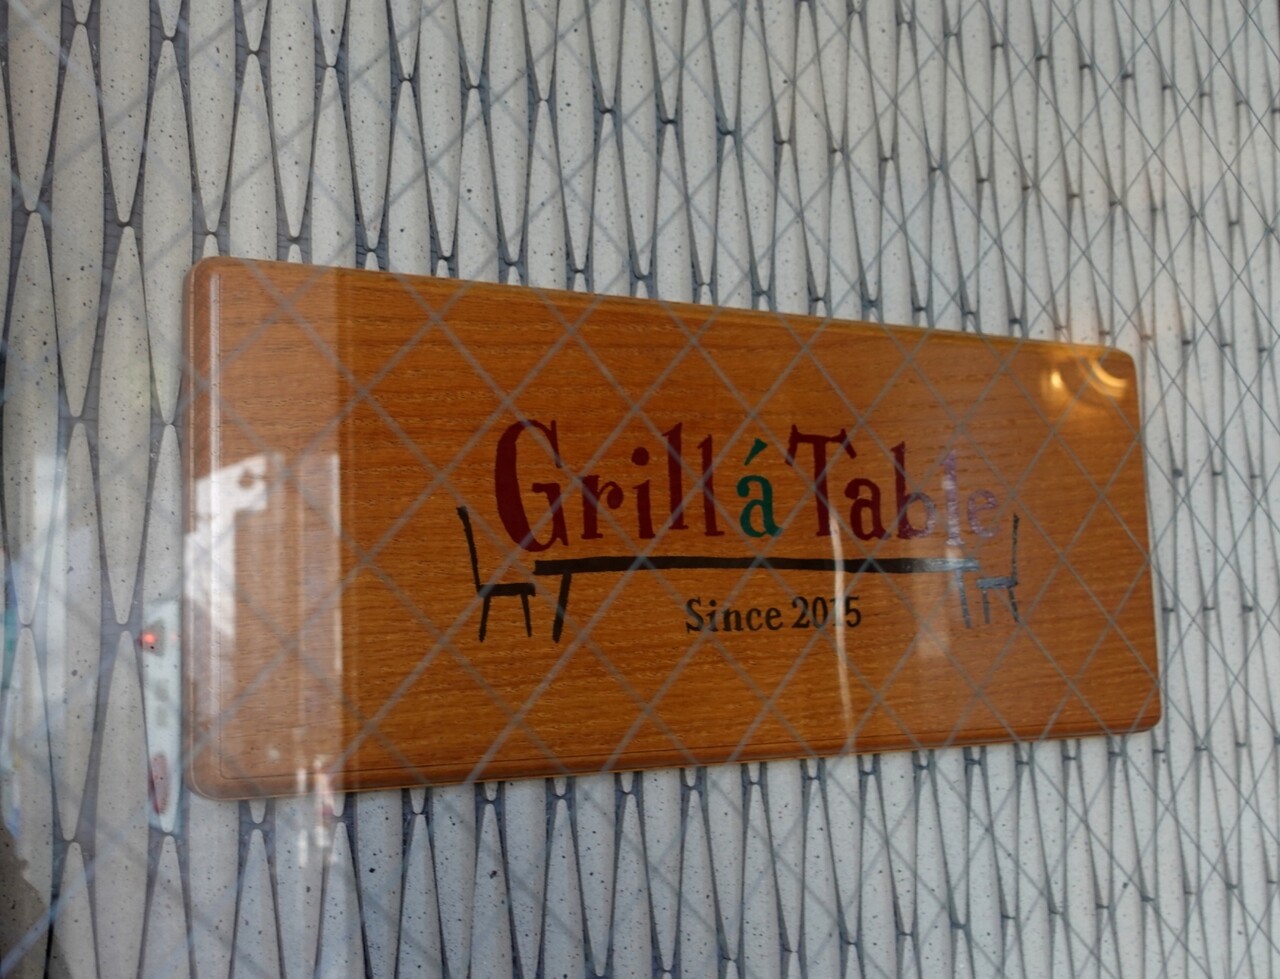 Grill á Table
Since 2015